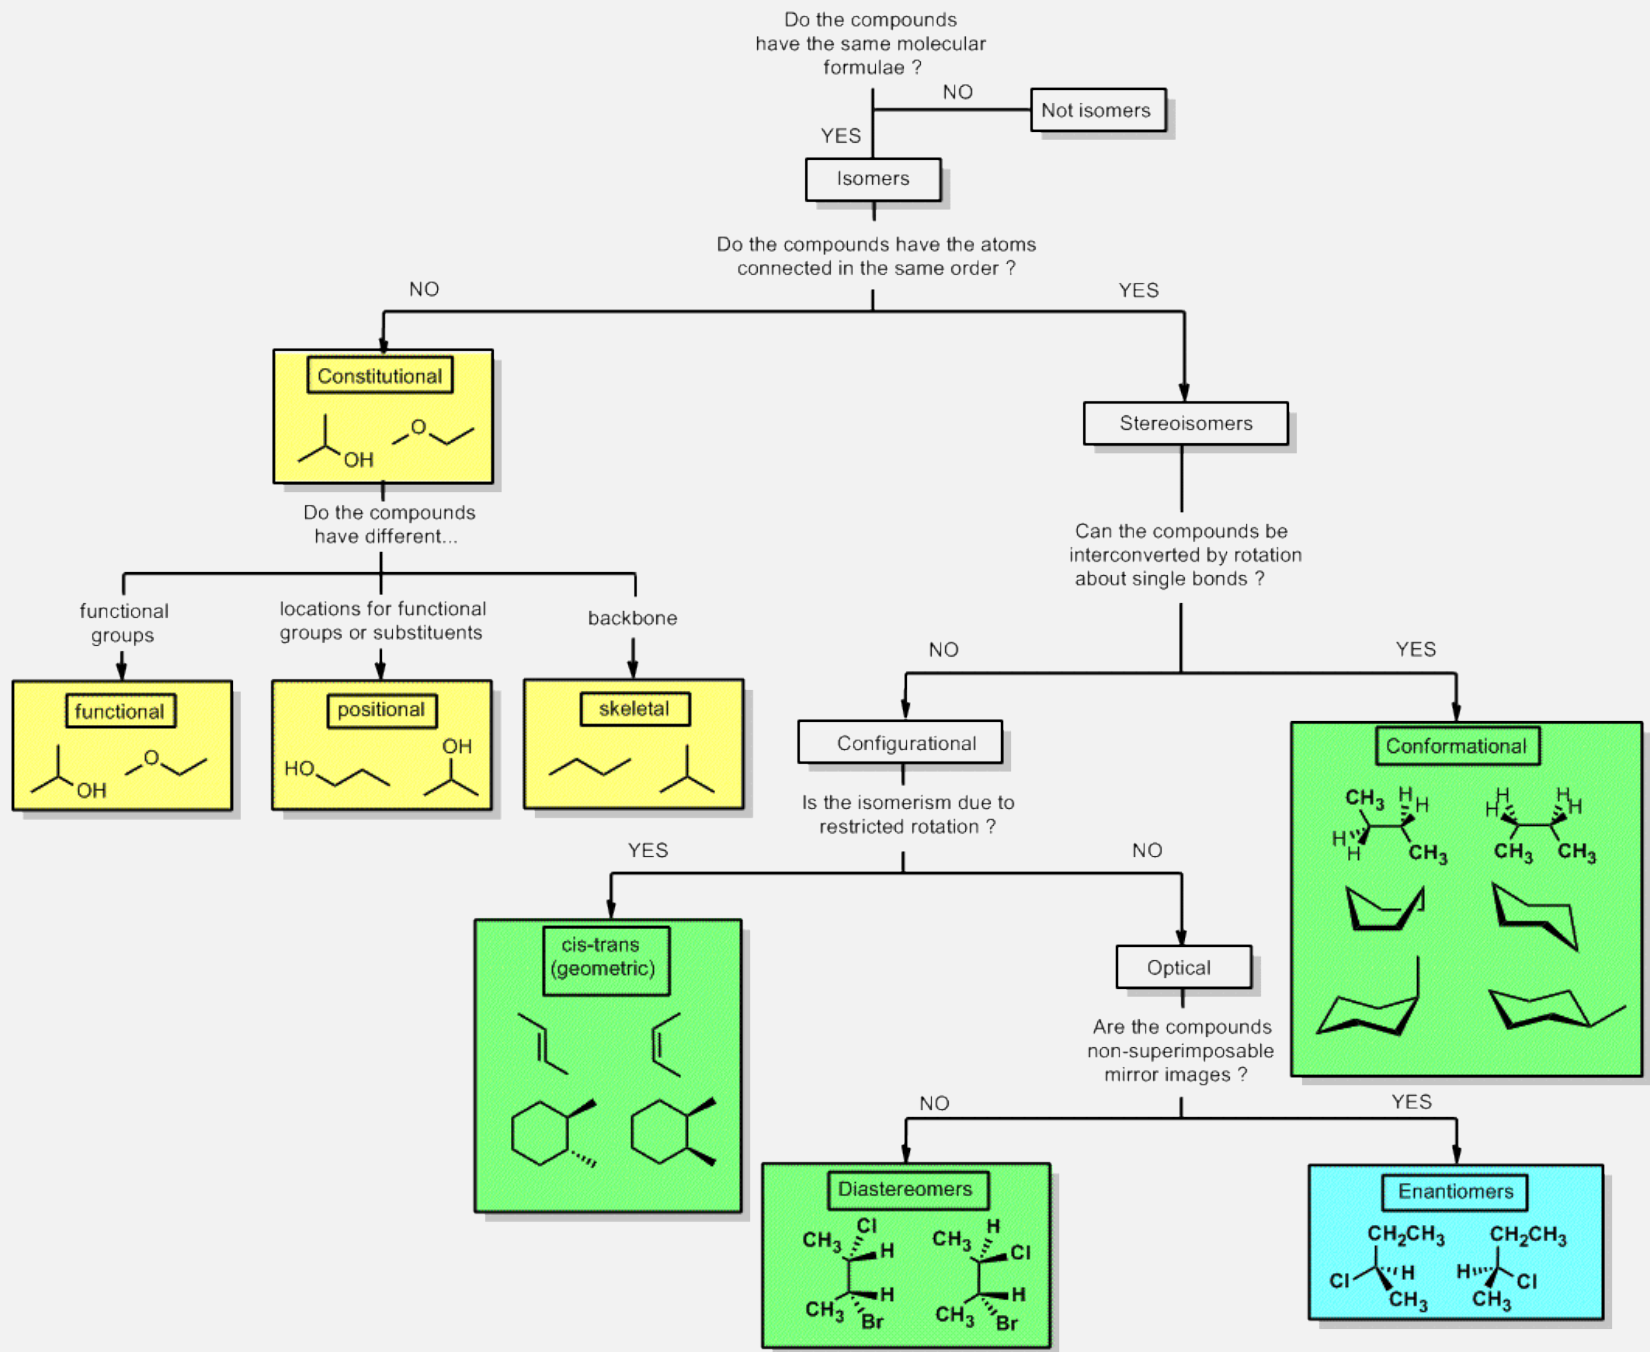 Do the compounds
have the same molecular
formulae ?
NO
Not isomers
YES
Isomers
Do the compounds have the atoms
connected in the same order ?
NO
YES
Constitutional
OH
O
Stereoisomers
Do the compounds
have different...
Can the compounds be
interconverted by rotation
about single bonds ?
functional
groups
locations for functional
groups or substituents
backbone
NO
YES
functional
OH
O
positional
HO
OH
skeletal
Configurational
Conformational
CH3 H H
H H CH3
H H H H
CH3 CH3
Is the isomerism due to
restricted rotation ?
YES
NO
cis-trans
(geometric)
Optical
Are the compounds
non-superimposable
mirror images ?
NO
YES
Diastereomers
Cl
CH3 H
H
CH3 Br
H
CH3 Cl
H
CH3 Br
Enantiomers
CH2CH3
Cl H
CH3
CH2CH3
H Cl
CH3